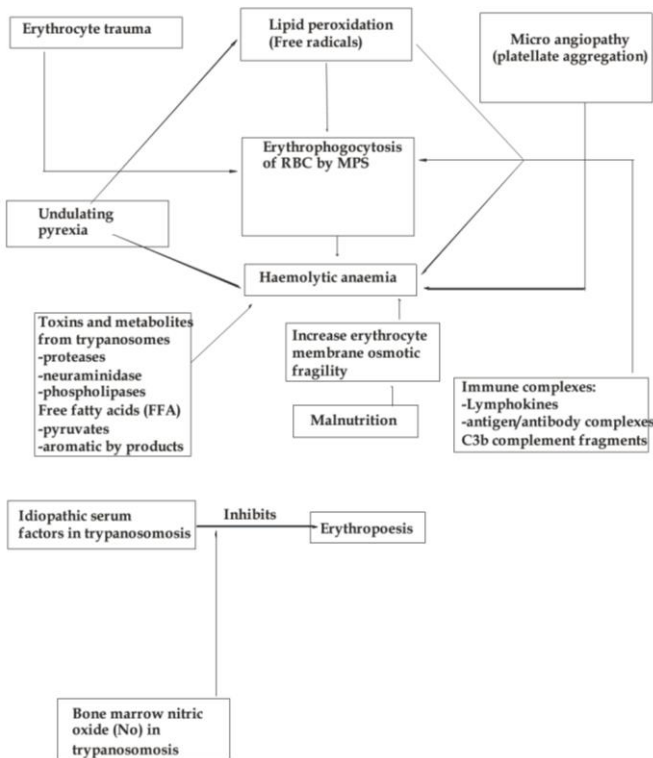 Erythrocyte trauma
Lipid peroxidation
(Free radicals)
Micro angiopathy
(platellate aggregation)
Erythrophogocytosis
of RBC by MPS
Undulating
pyrexia
Haemolytic anaemia
Toxins and metabolites
from trypanosomes
-proteases
-neuraminidase
-phospholipases
Free fatty acids (FFA)
-pyruvates
-aromatic by products
Increase erythrocyte
membrane osmotic
fragility
Malnutrition
Immune complexes:
-Lymphokines
-antigen/antibody complexes
C3b complement fragments
Idiopathic serum
factors in trypanosomosis
Inhibits
Erythropoesis
Bone marrow nitric
oxide (No) in
trypanosomosis